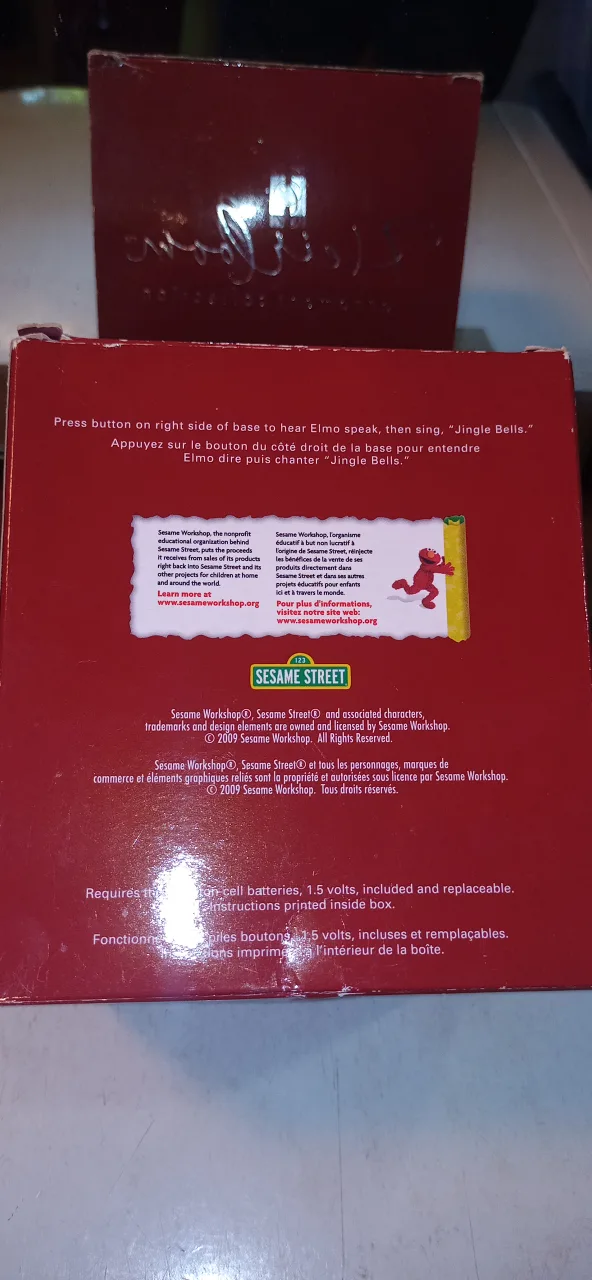 Press button on right side of base to hear Elmo speak, then sing, “Jingle Bells.”
Appuyez sur le bouton du côté droit de la base pour entendre
Elmo dire puis chanter “Jingle Bells.”
Sesame Workshop, the nonprofit
educational organization behind
Sesame Street, puts the proceeds
it receives from sales of its products
right back into Sesame Street and its
other projects for children at home
and around the world.
Learn more at
www.sesameworkshop.org
Sesame Workshop, l'organisme
éducatif à but non lucratif à
l'origine de Sesame Street, réinjecte
les bénéfices de la vente de ses
produits directement dans
Sesame Street et dans ses autres
projets éducatifs pour enfants
ici et à travers le monde.
Pour plus d'informations,
visitez notre site web:
www.sesameworkshop.org
123
SESAME STREET
Sesame Workshop®, Sesame Street® and associated characters,
trademarks and design elements are owned and licensed by Sesame Workshop.
© 2009 Sesame Workshop. All Rights Reserved.
Sesame Workshop®, Sesame Street® et tous les personnages, marques de
commerce et éléments graphiques reliés sont la propriété et autorisées sous licence par Sesame Workshop.
© 2009 Sesame Workshop. Tous droits réservés.
Requires cell batteries, 1.5 volts, included and replaceable.
Instructions printed inside box.
piles boutons, 1,5 volts, incluses et remplaçables.
à l'intérieur de la boîte.